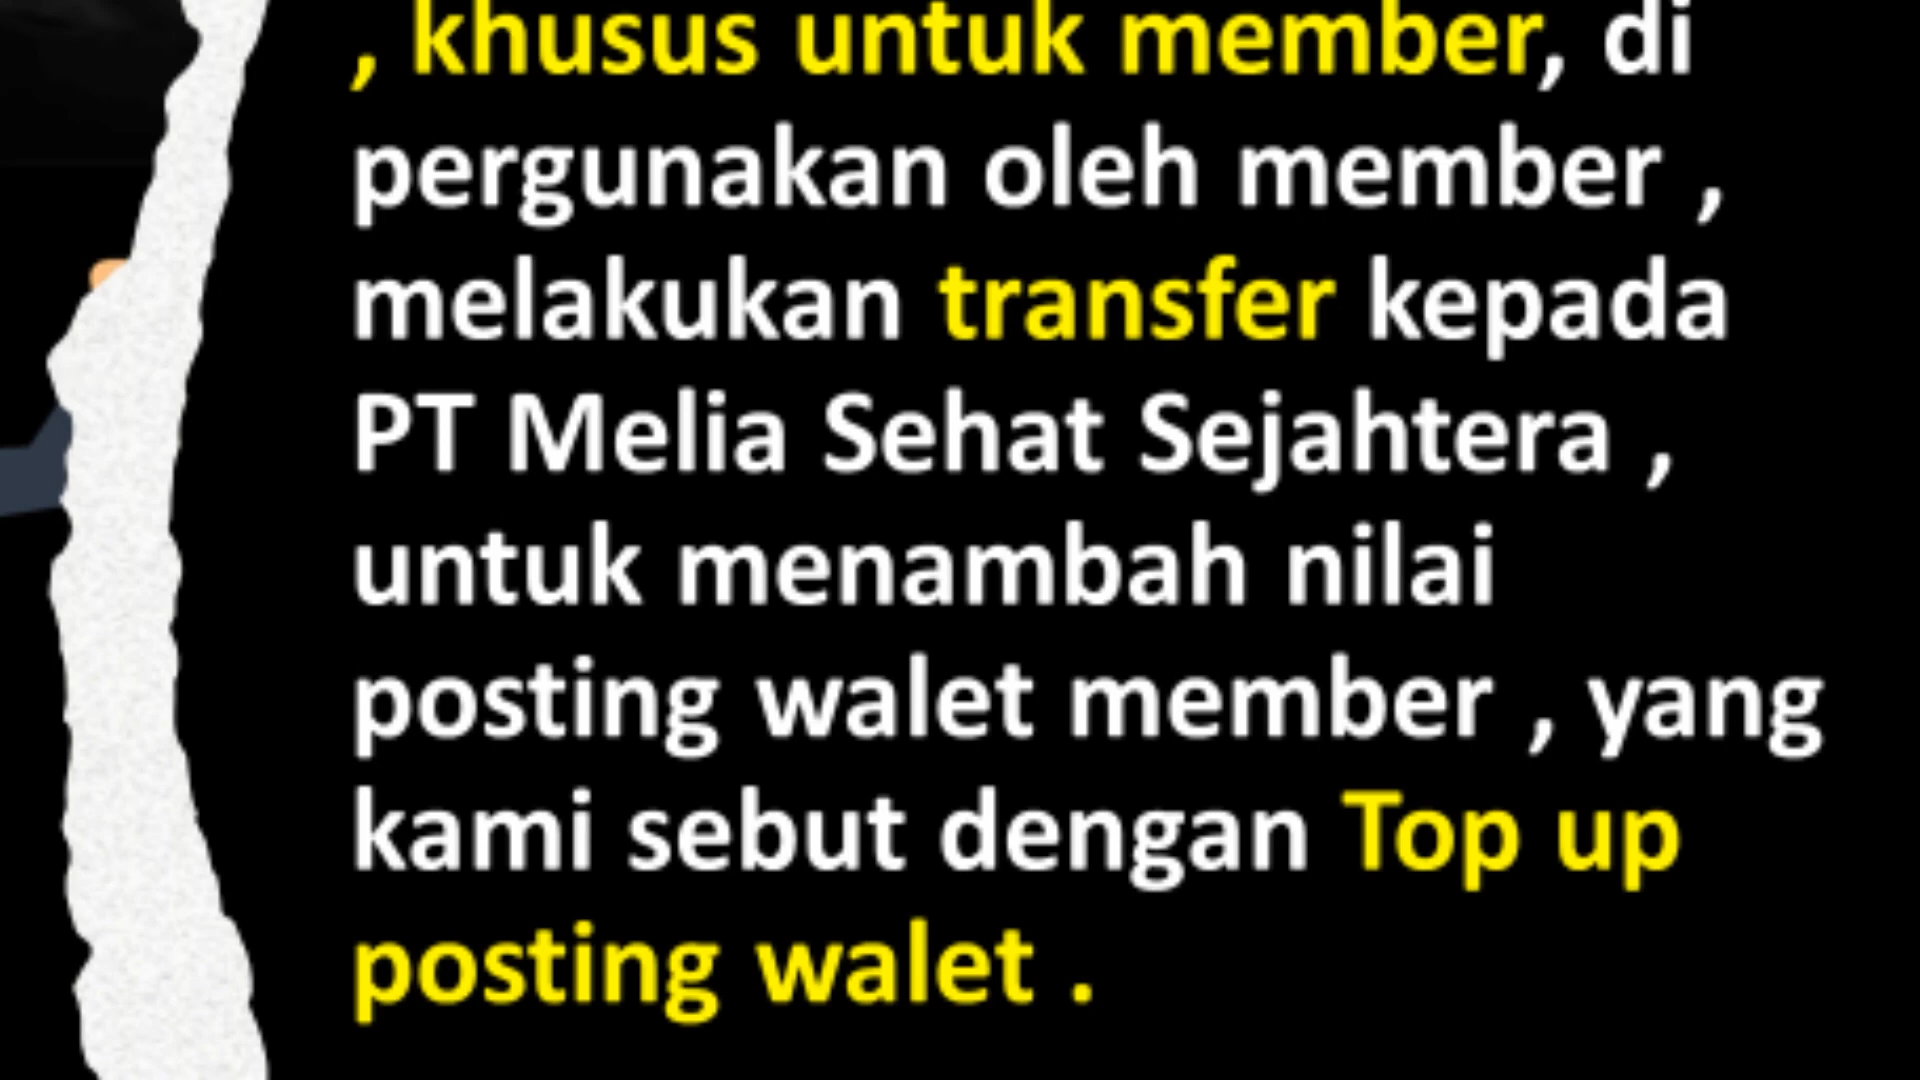 , khusus untuk member, di
pergunakan oleh member ,
melakukan transfer kepada
PT Melia Sehat Sejahtera ,
untuk menambah nilai
posting walet member , yang
kami sebut dengan Top up
posting walet .